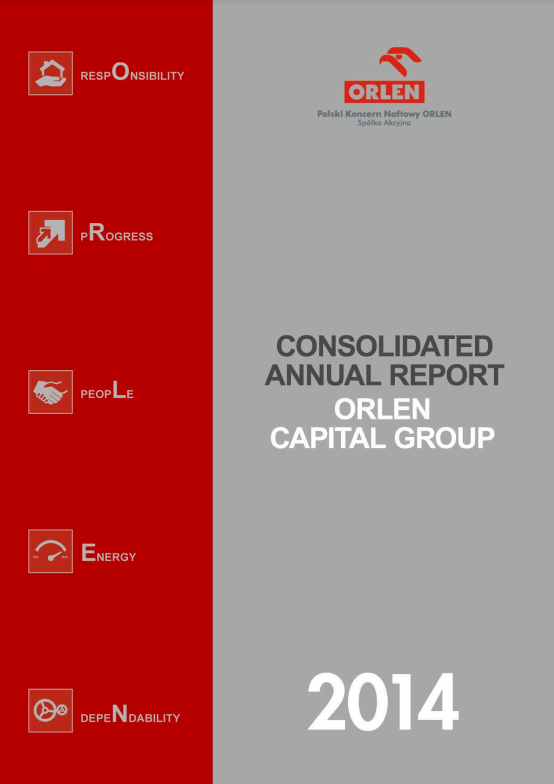 RESPONSIBILITY
PROGRESS
PEOPLE
ENERGY
DEPENDABILITY
ORLEN
Polski Koncern Naftowy ORLEN
Spółka Akcyjna
CONSOLIDATED
ANNUAL REPORT
ORLEN
CAPITAL GROUP
2014